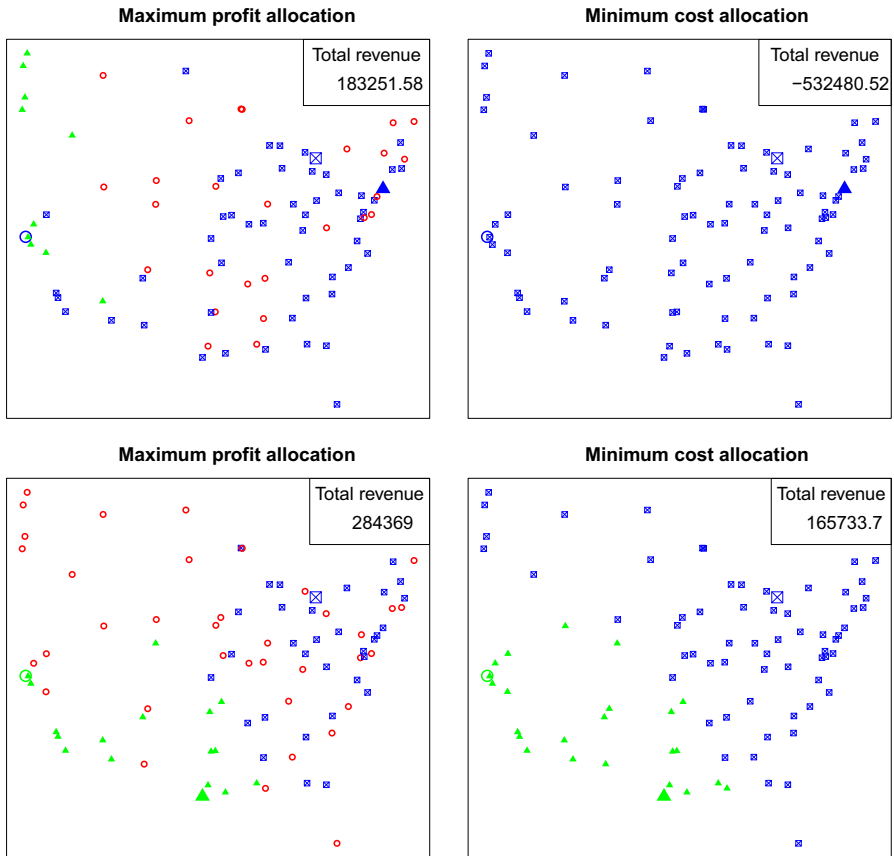 Maximum profit allocation
Minimum cost allocation
Total revenue
183251.58
Total revenue
−532480.52
Maximum profit allocation
Minimum cost allocation
Total revenue
284369
Total revenue
165733.7